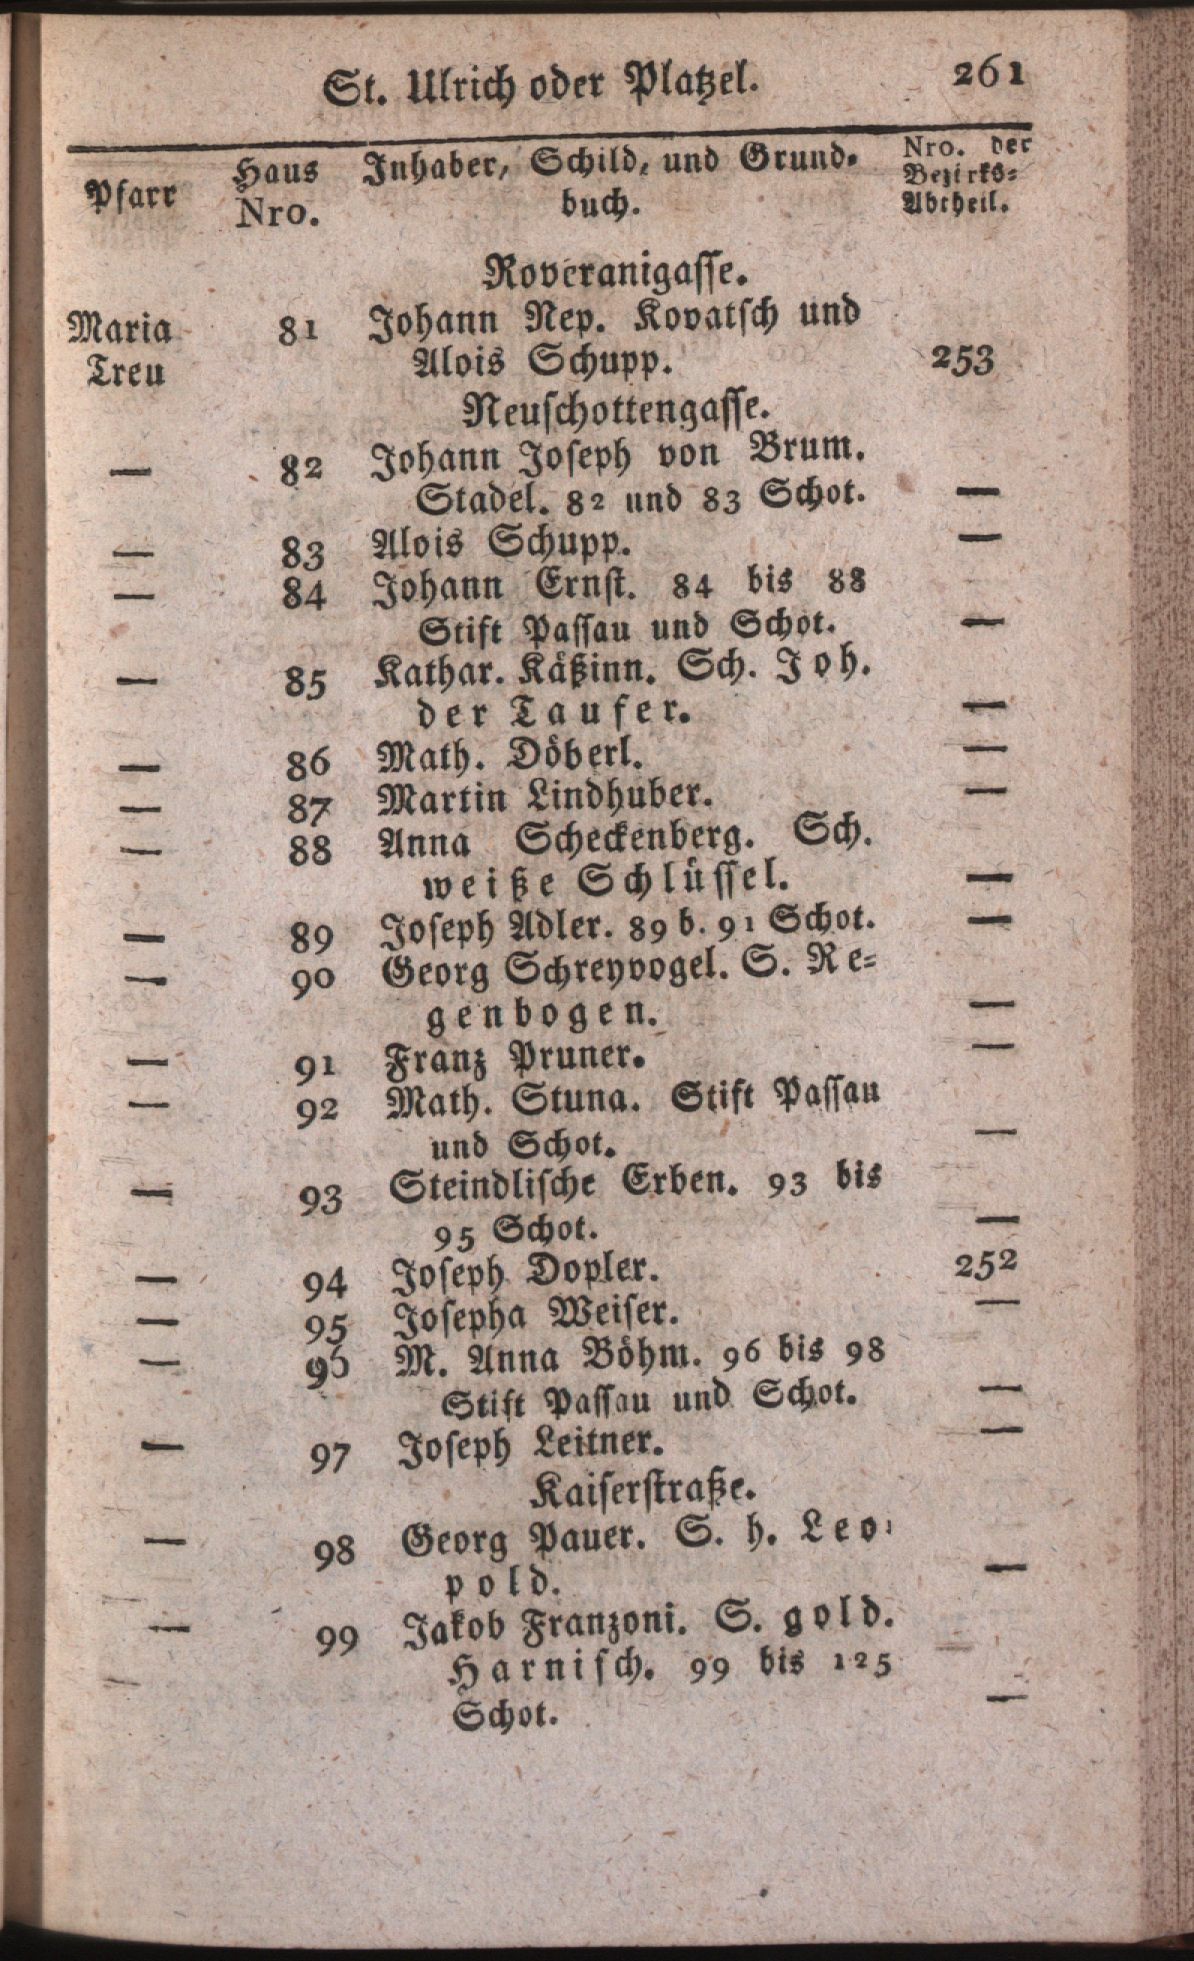 St. Ulrich oder Platzel. 261
Pfarr Haus Nro. Inhaber, Schild, und Grund- buch. Nro. der Bezirks- Abtheil.
Roveranigasse.
Maria 81 Johann Nep. Kovatsch und
Treu Alois Schupp. 253
Neuschottengasse.
— 82 Johann Joseph von Brum.
Stadel. 82 und 83 Schot. —
— 83 Alois Schupp. —
— 84 Johann Ernst. 84 bis 88
Stift Passau und Schot. —
— 85 Kathar. Käßinn. Sch. Joh.
der Taufer. —
— 86 Math. Döberl. —
— 87 Martin Lindhuber. —
— 88 Anna Scheckenberg. Sch.
weiße Schlüssel. —
— 89 Joseph Adler. 89 b. 91 Schot. —
— 90 Georg Schreyvogel. S. Re-
genbogen. —
— 91 Franz Pruner. —
— 92 Math. Stuna. Stift Passau
und Schot. —
— 93 Steindlische Erben. 93 bis
95 Schot. —
— 94 Joseph Dopler. 252
— 95 Josepha Weiser. —
— 96 M. Anna Böhm. 96 bis 98
Stift Passau und Schot. —
— 97 Joseph Leitner. —
Kaiserstraße.
— 98 Georg Pauer. S. h. Leo-
pold. —
— 99 Jakob Franzoni. S. gold.
Harnisch. 99 bis 125
Schot. —